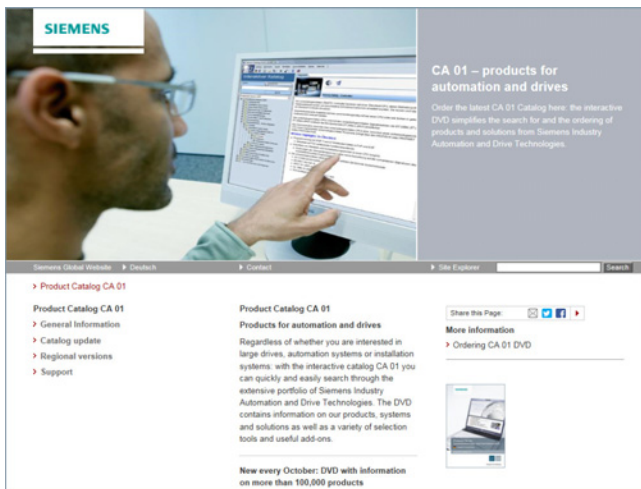 SIEMENS
CA 01 – products for
automation and drives
Order the latest CA 01 Catalog here: the interactive
DVD simplifies the search for and the ordering of
products and solutions from Siemens Industry
Automation and Drive Technologies.
Siemens Global Website
Deutsch
Contact
Site Explorer
Search
Product Catalog CA 01
Product Catalog CA 01
General Information
Catalog update
Regional versions
Support
Product Catalog CA 01
Products for automation and drives
Regardless of whether you are interested in
large drives, automation systems or installation
systems: with the interactive catalog CA 01 you
can quickly and easily search through the
extensive portfolio of Siemens Industry
Automation and Drive Technologies. The DVD
contains information on our products, systems
and solutions as well as a variety of selection
tools and useful add-ons.
New every October: DVD with information
on more than 100,000 products
Share this Page:
More information
Ordering CA 01 DVD